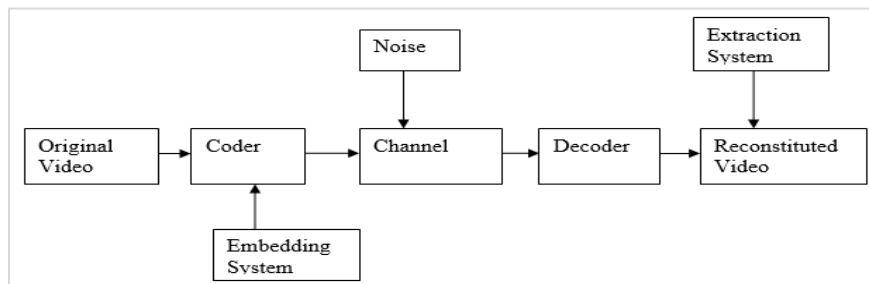 Noise
Extraction
System
Original
Video
Coder
Channel
Decoder
Reconstituted
Video
Embedding
System